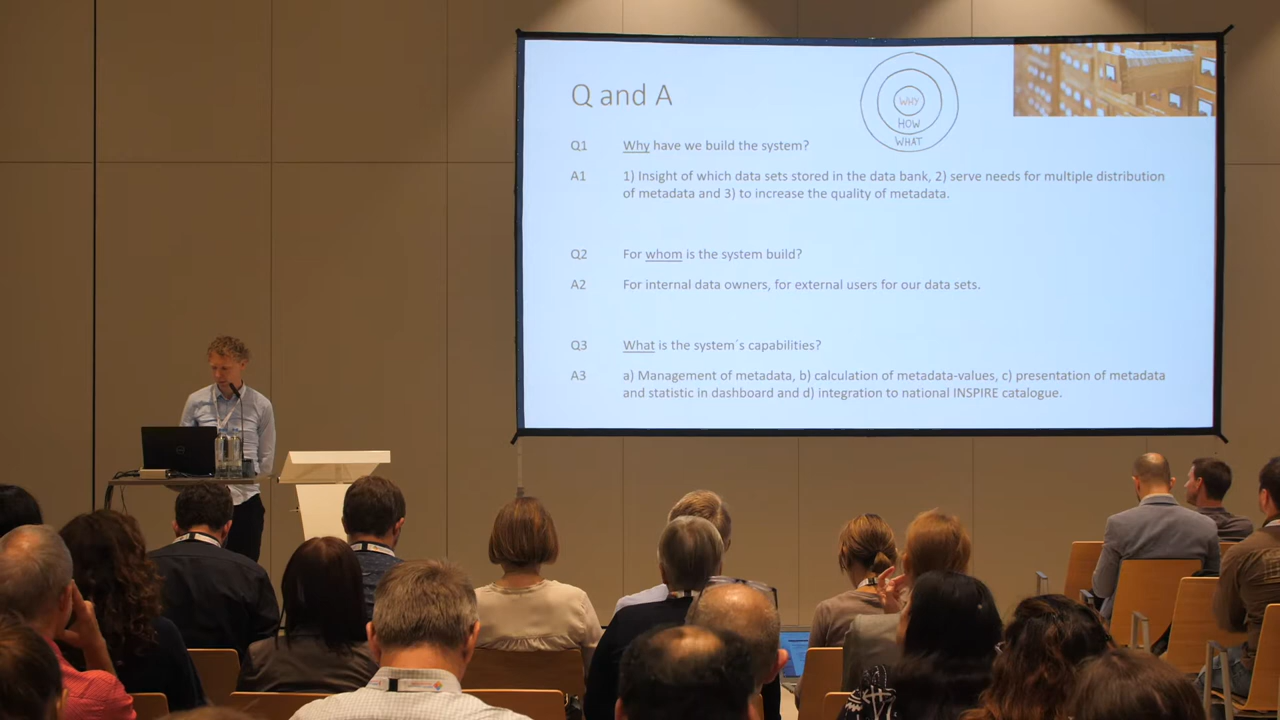 Q and A
WHY
HOW
WHAT
Q1 Why have we build the system?
A1 1) Insight of which data sets stored in the data bank, 2) serve needs for multiple distribution
of metadata and 3) to increase the quality of metadata.
Q2 For whom is the system build?
A2 For internal data owners, for external users for our data sets.
Q3 What is the system´s capabilities?
A3 a) Management of metadata, b) calculation of metadata-values, c) presentation of metadata
and statistic in dashboard and d) integration to national INSPIRE catalogue.